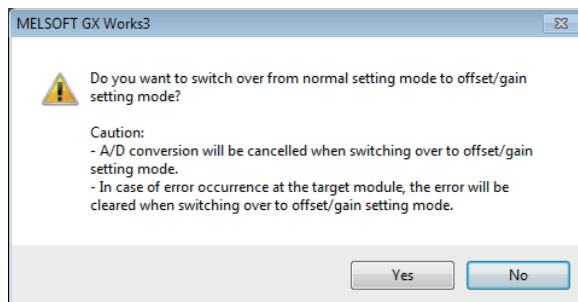 MELSOFT GX Works3
Do you want to switch over from normal setting mode to offset/gain
setting mode?
Caution:
- A/D conversion will be cancelled when switching over to offset/gain
setting mode.
- In case of error occurrence at the target module, the error will be
cleared when switching over to offset/gain setting mode.
Yes
No